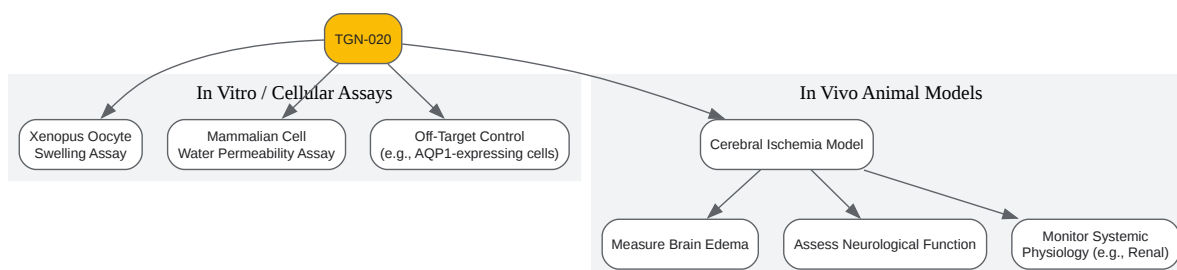 TGN-020
In Vitro / Cellular Assays
In Vivo Animal Models
Xenopus Oocyte
Swelling Assay
Mammalian Cell
Water Permeability Assay
Off-Target Control
(e.g., AQP1-expressing cells)
Cerebral Ischemia Model
Measure Brain Edema
Assess Neurological Function
Monitor Systemic
Physiology (e.g., Renal)